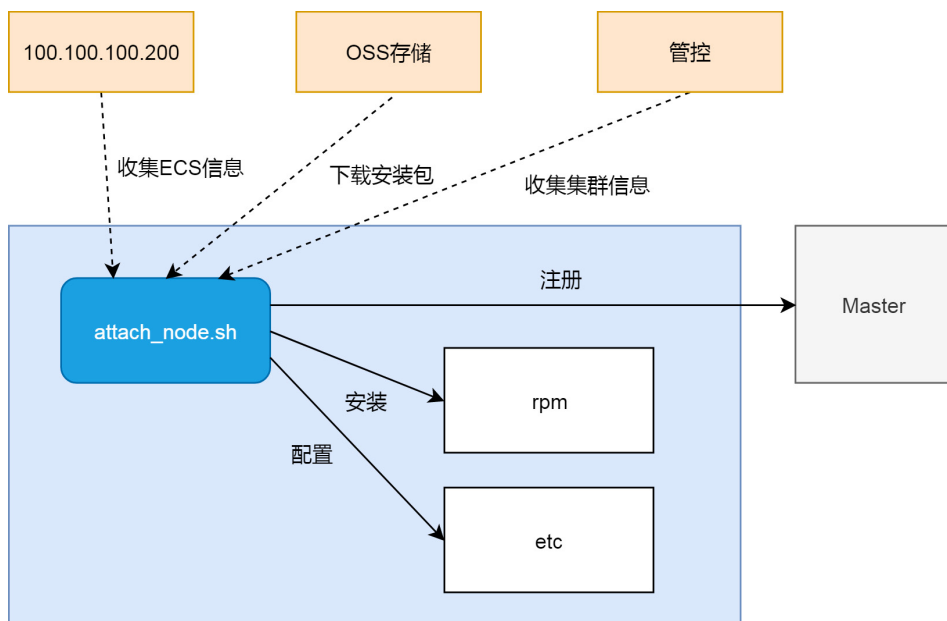 100.100.100.200
OSS存储
管控
收集ECS信息
下载安装包
收集集群信息
注册
attach_node.sh
Master
安装
rpm
配置
etc